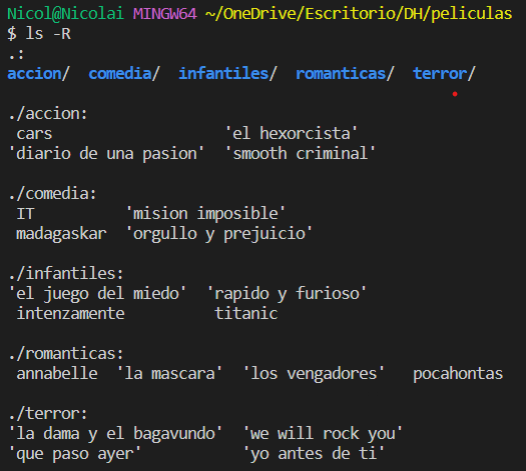 Nicol@Nicolai MINGW64 ~/OneDrive/Escritorio/DH/peliculas
$ ls -R
.:
accion/  comedia/  infantiles/  romanticas/  terror/

./accion:
 cars                  'el hexorcista'
'diario de una pasion'  'smooth criminal'

./comedia:
 IT          'mision imposible'
 madagaskar  'orgullo y prejuicio'

./infantiles:
'el juego del miedo'  'rapido y furioso'
 intenzamente          titanic

./romanticas:
 annabelle  'la mascara'  'los vengadores'   pocahontas

./terror:
'la dama y el bagavundo'  'we will rock you'
'que paso ayer'           'yo antes de ti'